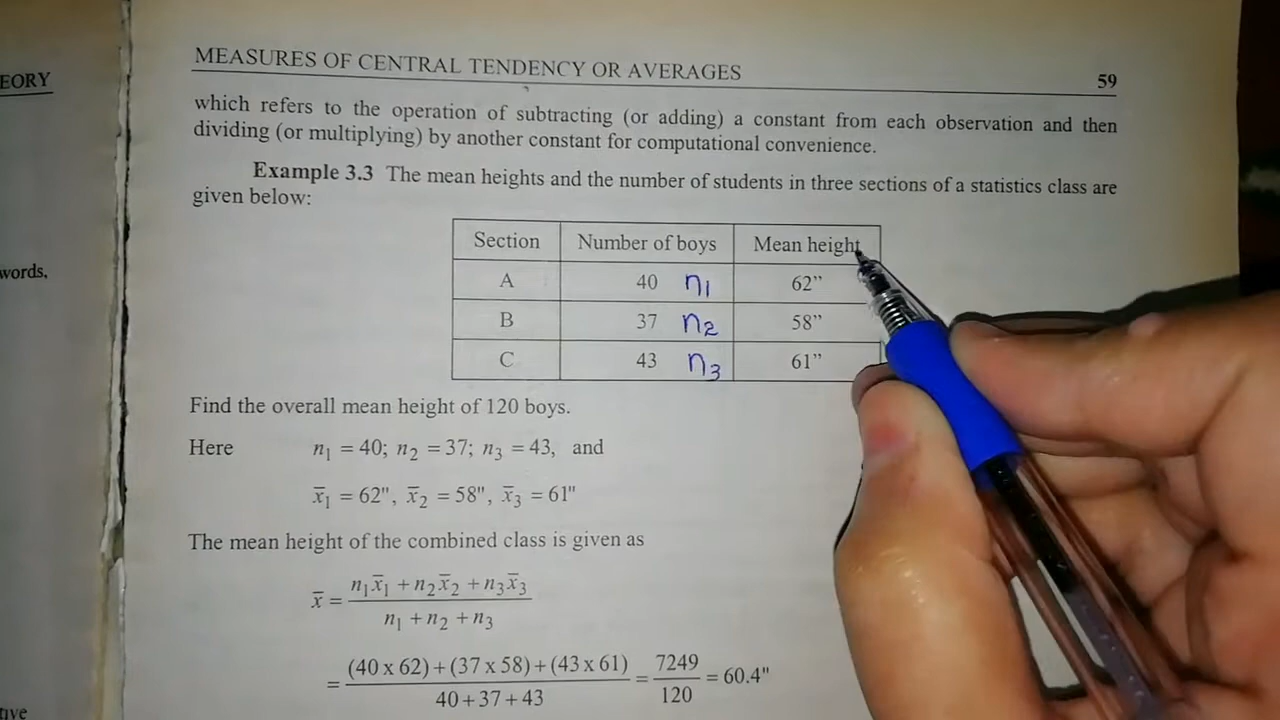 EORY
words,
tive
MEASURES OF CENTRAL TENDENCY OR AVERAGES 59
which refers to the operation of subtracting (or adding) a constant from each observation and then
dividing (or multiplying) by another constant for computational convenience.
Example 3.3 The mean heights and the number of students in three sections of a statistics class are
given below:
Section Number of boys Mean height
A 40 n1 62”
B 37 n2 58”
C 43 n3 61”
Find the overall mean height of 120 boys.
Here n₁ = 40; n₂ = 37; n₃ = 43, and
x̄₁ = 62", x̄₂ = 58", x̄₃ = 61"
The mean height of the combined class is given as
x̄ = (n₁x̄₁ + n₂x̄₂ + n₃x̄₃) / (n₁ + n₂ + n₃)
= ((40 x 62) + (37 x 58) + (43 x 61)) / (40 + 37 + 43) = 7249 / 120 = 60.4"